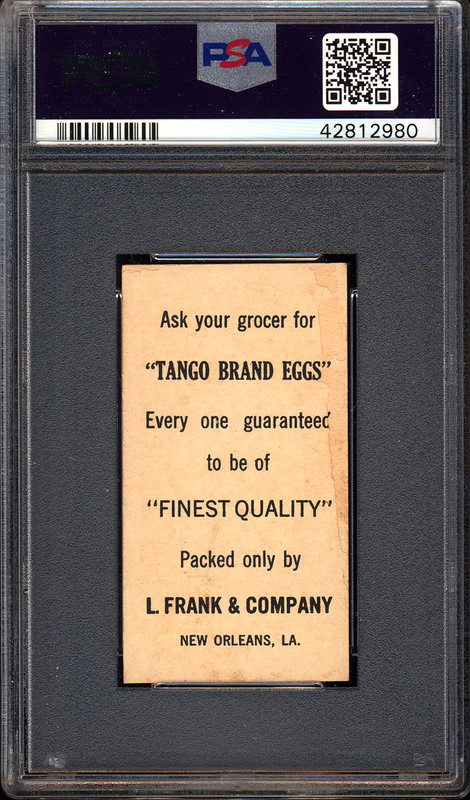 PSA
42812980
Ask your grocer for
"TANGO BRAND EGGS"
Every one guaranteed
to be of
"FINEST QUALITY"
Packed only by
L. FRANK & COMPANY
NEW ORLEANS, LA.